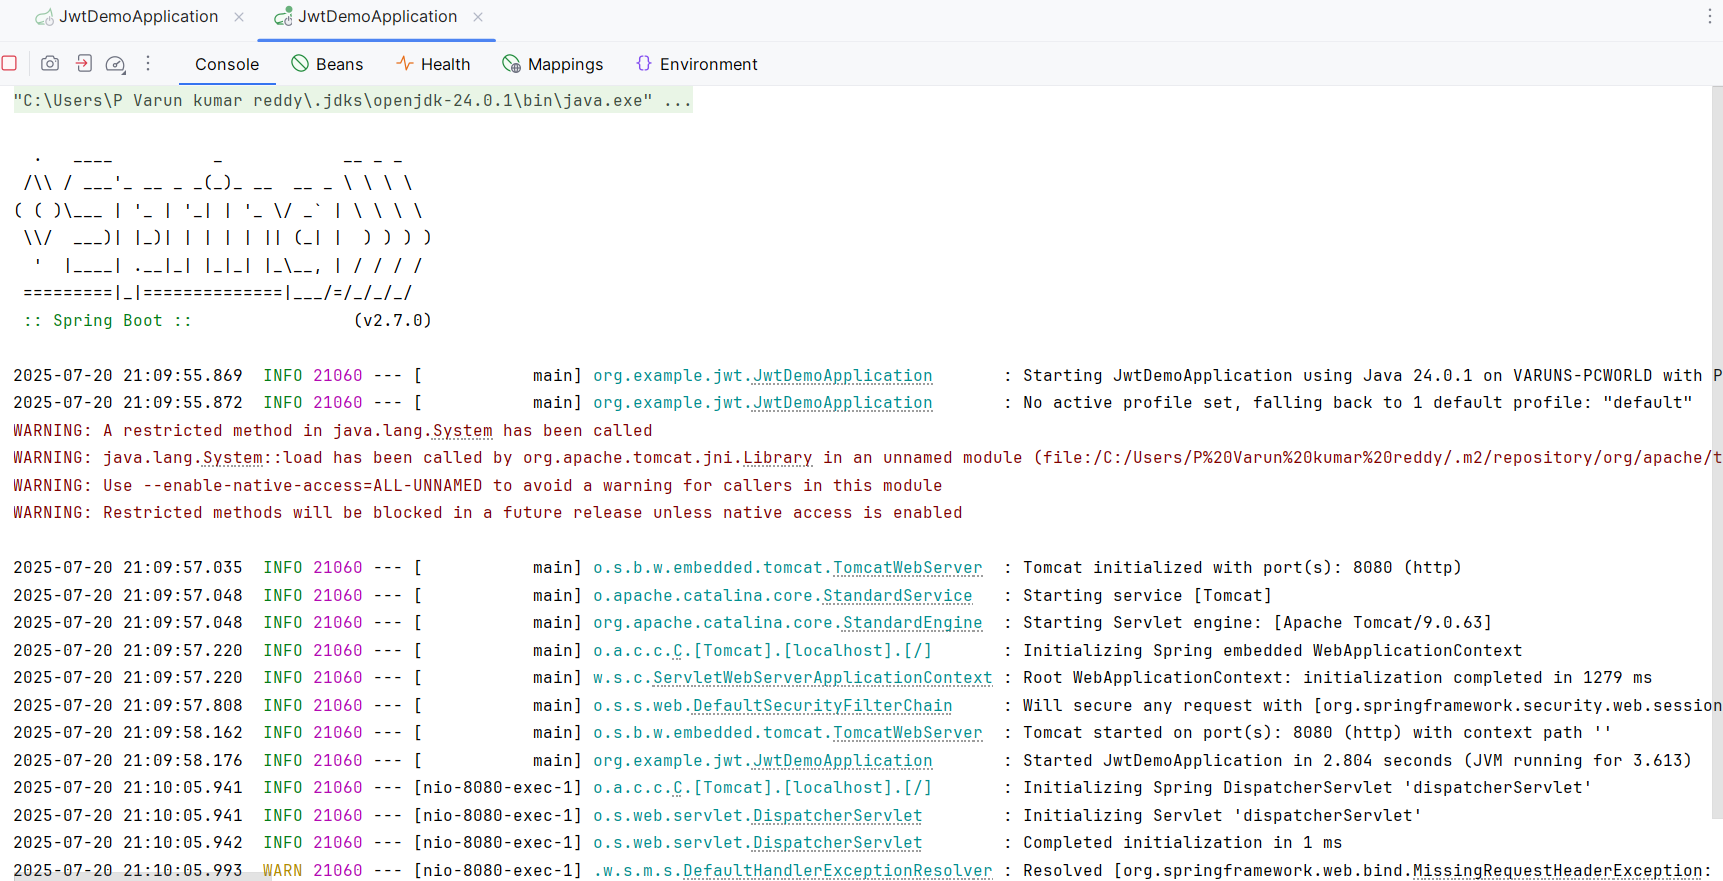 JwtDemoApplication × JwtDemoApplication ×
Console Beans Health Mappings Environment
"C:\Users\P Varun kumar reddy\.jdks\openjdk-24.0.1\bin\java.exe" ...
  .   ____          _            __ _ _
 /\\ / ___'_ __ _ _(_)_ __  __ _ \ \ \ \
( ( )\___ | '_ | '_| | '_ \/ _` | \ \ \ \
 \\/  ___)| |_)| | | | | || (_| |  ) ) ) )
  '  |____| .__|_| |_|_| |_\__, | / / / /
 =========|_|==============|___/=/_/_/_/
 :: Spring Boot ::                (v2.7.0)
2025-07-20 21:09:55.869  INFO 21060 --- [           main] org.example.jwt.JwtDemoApplication       : Starting JwtDemoApplication using Java 24.0.1 on VARUNS-PCWORLD with P
2025-07-20 21:09:55.872  INFO 21060 --- [           main] org.example.jwt.JwtDemoApplication       : No active profile set, falling back to 1 default profile: "default"
WARNING: A restricted method in java.lang.System has been called
WARNING: java.lang.System::load has been called by org.apache.tomcat.jni.Library in an unnamed module (file:/C:/Users/P%20Varun%20kumar%20reddy/.m2/repository/org/apache/t
WARNING: Use --enable-native-access=ALL-UNNAMED to avoid a warning for callers in this module
WARNING: Restricted methods will be blocked in a future release unless native access is enabled
2025-07-20 21:09:57.035  INFO 21060 --- [           main] o.s.b.w.embedded.tomcat.TomcatWebServer  : Tomcat initialized with port(s): 8080 (http)
2025-07-20 21:09:57.048  INFO 21060 --- [           main] o.apache.catalina.core.StandardService   : Starting service [Tomcat]
2025-07-20 21:09:57.048  INFO 21060 --- [           main] org.apache.catalina.core.StandardEngine  : Starting Servlet engine: [Apache Tomcat/9.0.63]
2025-07-20 21:09:57.220  INFO 21060 --- [           main] o.a.c.c.C.[Tomcat].[localhost].[/]       : Initializing Spring embedded WebApplicationContext
2025-07-20 21:09:57.220  INFO 21060 --- [           main] w.s.c.ServletWebServerApplicationContext : Root WebApplicationContext: initialization completed in 1279 ms
2025-07-20 21:09:57.808  INFO 21060 --- [           main] o.s.s.web.DefaultSecurityFilterChain     : Will secure any request with [org.springframework.security.web.session
2025-07-20 21:09:58.162  INFO 21060 --- [           main] o.s.b.w.embedded.tomcat.TomcatWebServer  : Tomcat started on port(s): 8080 (http) with context path ''
2025-07-20 21:09:58.176  INFO 21060 --- [           main] org.example.jwt.JwtDemoApplication       : Started JwtDemoApplication in 2.804 seconds (JVM running for 3.613)
2025-07-20 21:10:05.941  INFO 21060 --- [nio-8080-exec-1] o.a.c.c.C.[Tomcat].[localhost].[/]       : Initializing Spring DispatcherServlet 'dispatcherServlet'
2025-07-20 21:10:05.941  INFO 21060 --- [nio-8080-exec-1] o.s.web.servlet.DispatcherServlet        : Initializing Servlet 'dispatcherServlet'
2025-07-20 21:10:05.942  INFO 21060 --- [nio-8080-exec-1] o.s.web.servlet.DispatcherServlet        : Completed initialization in 1 ms
2025-07-20 21:10:05.993  WARN 21060 --- [nio-8080-exec-1] .w.s.m.s.DefaultHandlerExceptionResolver : Resolved [org.springframework.web.bind.MissingRequestHeaderException: